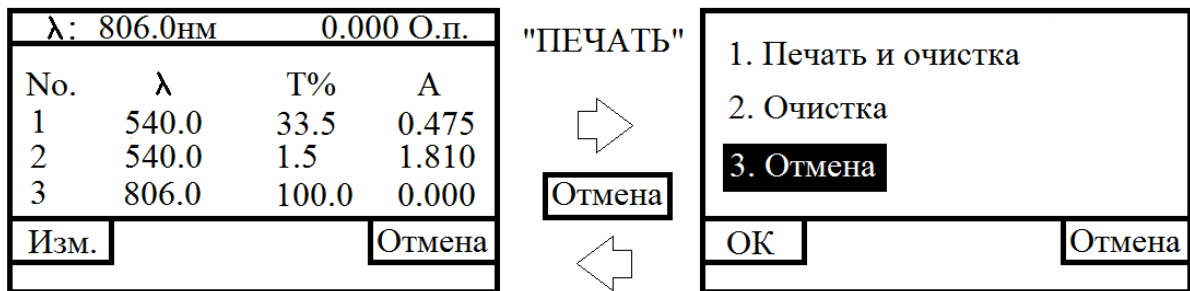 λ: 806.0нм 0.000 О.п.
No. λ T% A
1 540.0 33.5 0.475
2 540.0 1.5 1.810
3 806.0 100.0 0.000
Изм. Отмена
"ПЕЧАТЬ"
Отмена
1. Печать и очистка
2. Очистка
3. Отмена
ОК Отмена